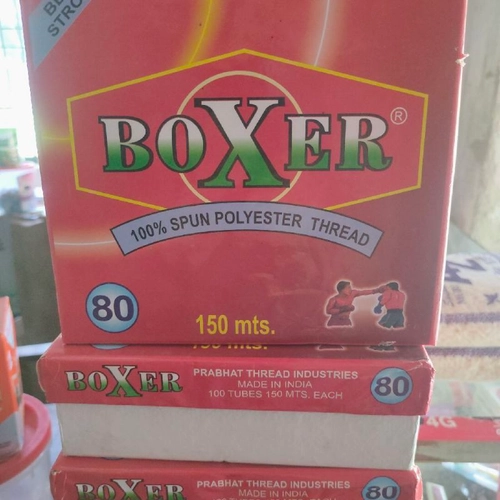 BOXER®
100% SPUN POLYESTER THREAD
80
150 mts.
BOXER
PRABHAT THREAD INDUSTRIES
MADE IN INDIA
100 TUBES 150 MTS. EACH
80
4G
BOXER
PRABHAT THREAD INDUSTRIES
MADE IN INDIA
80